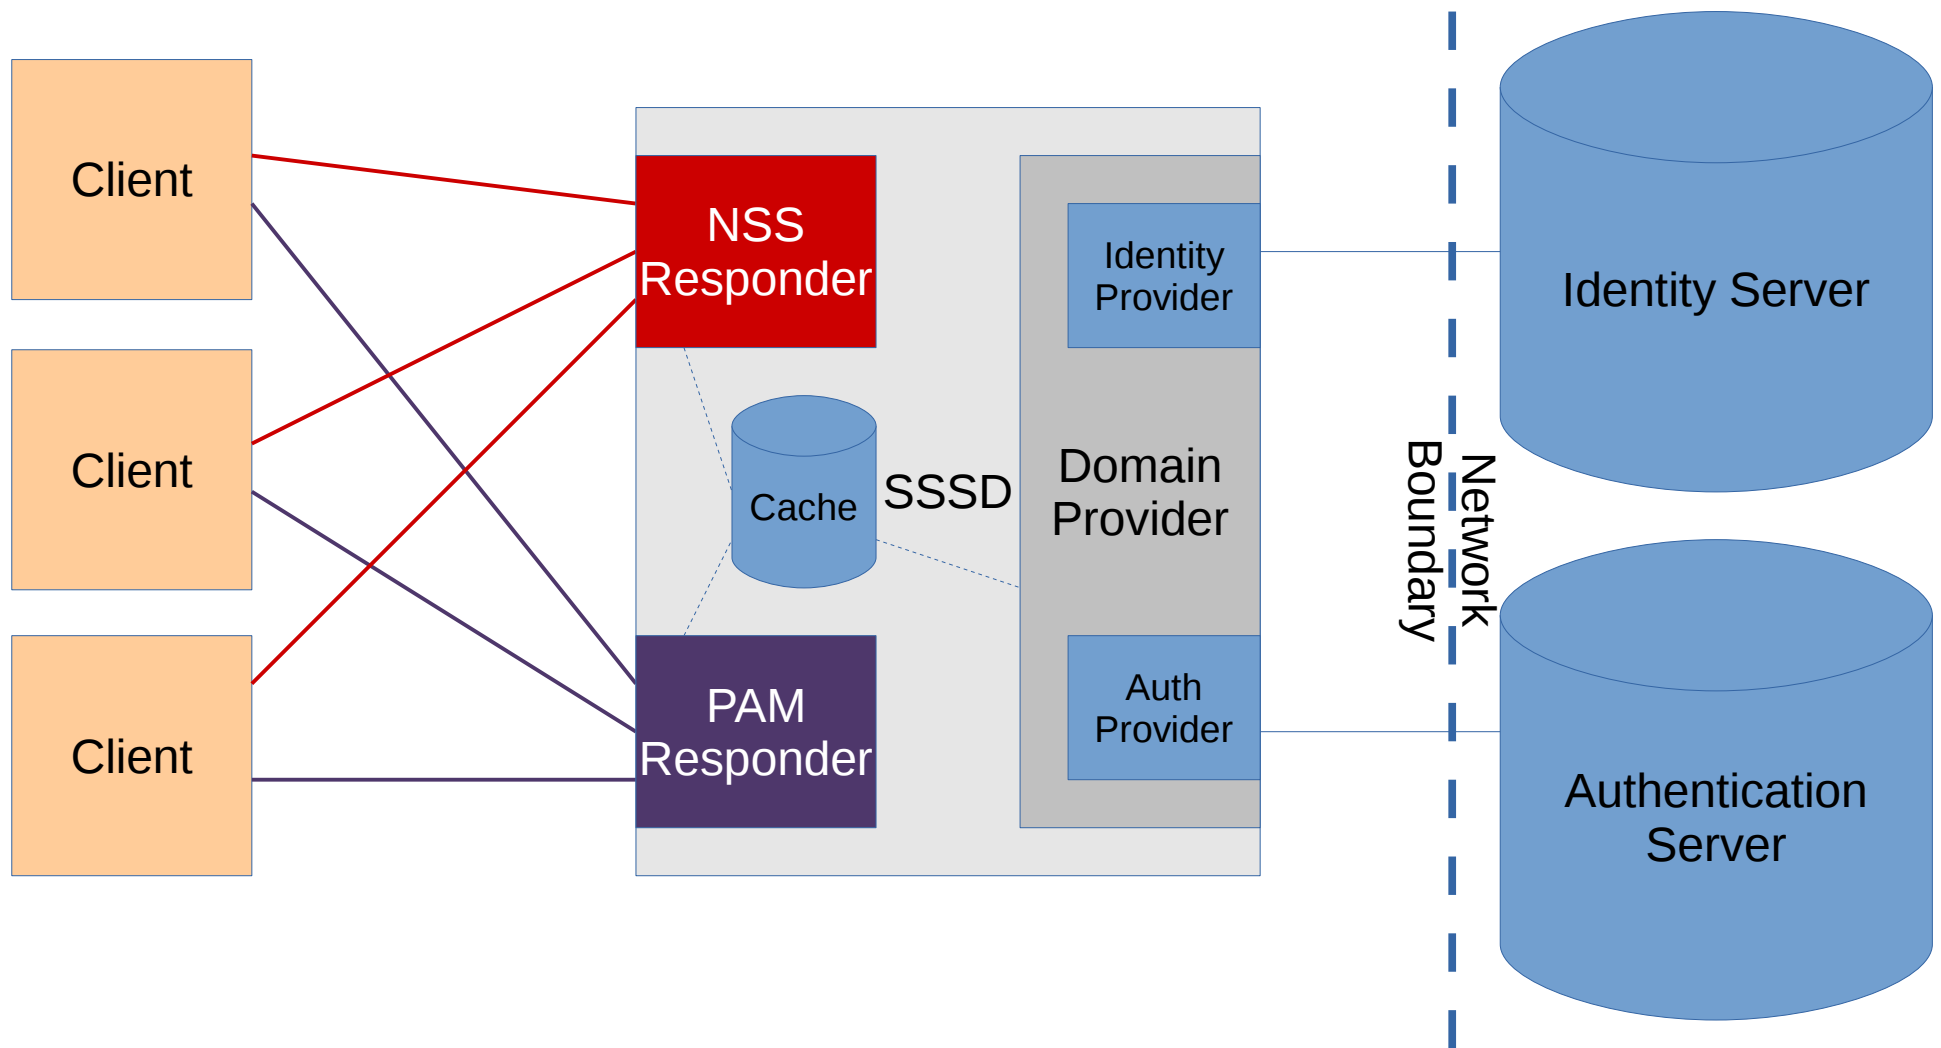 Client
Client
Client
NSS
Responder
Cache
SSSD
PAM
Responder
Identity
Provider
Domain
Provider
Auth
Provider
Network
Boundary
Identity Server
Authentication
Server